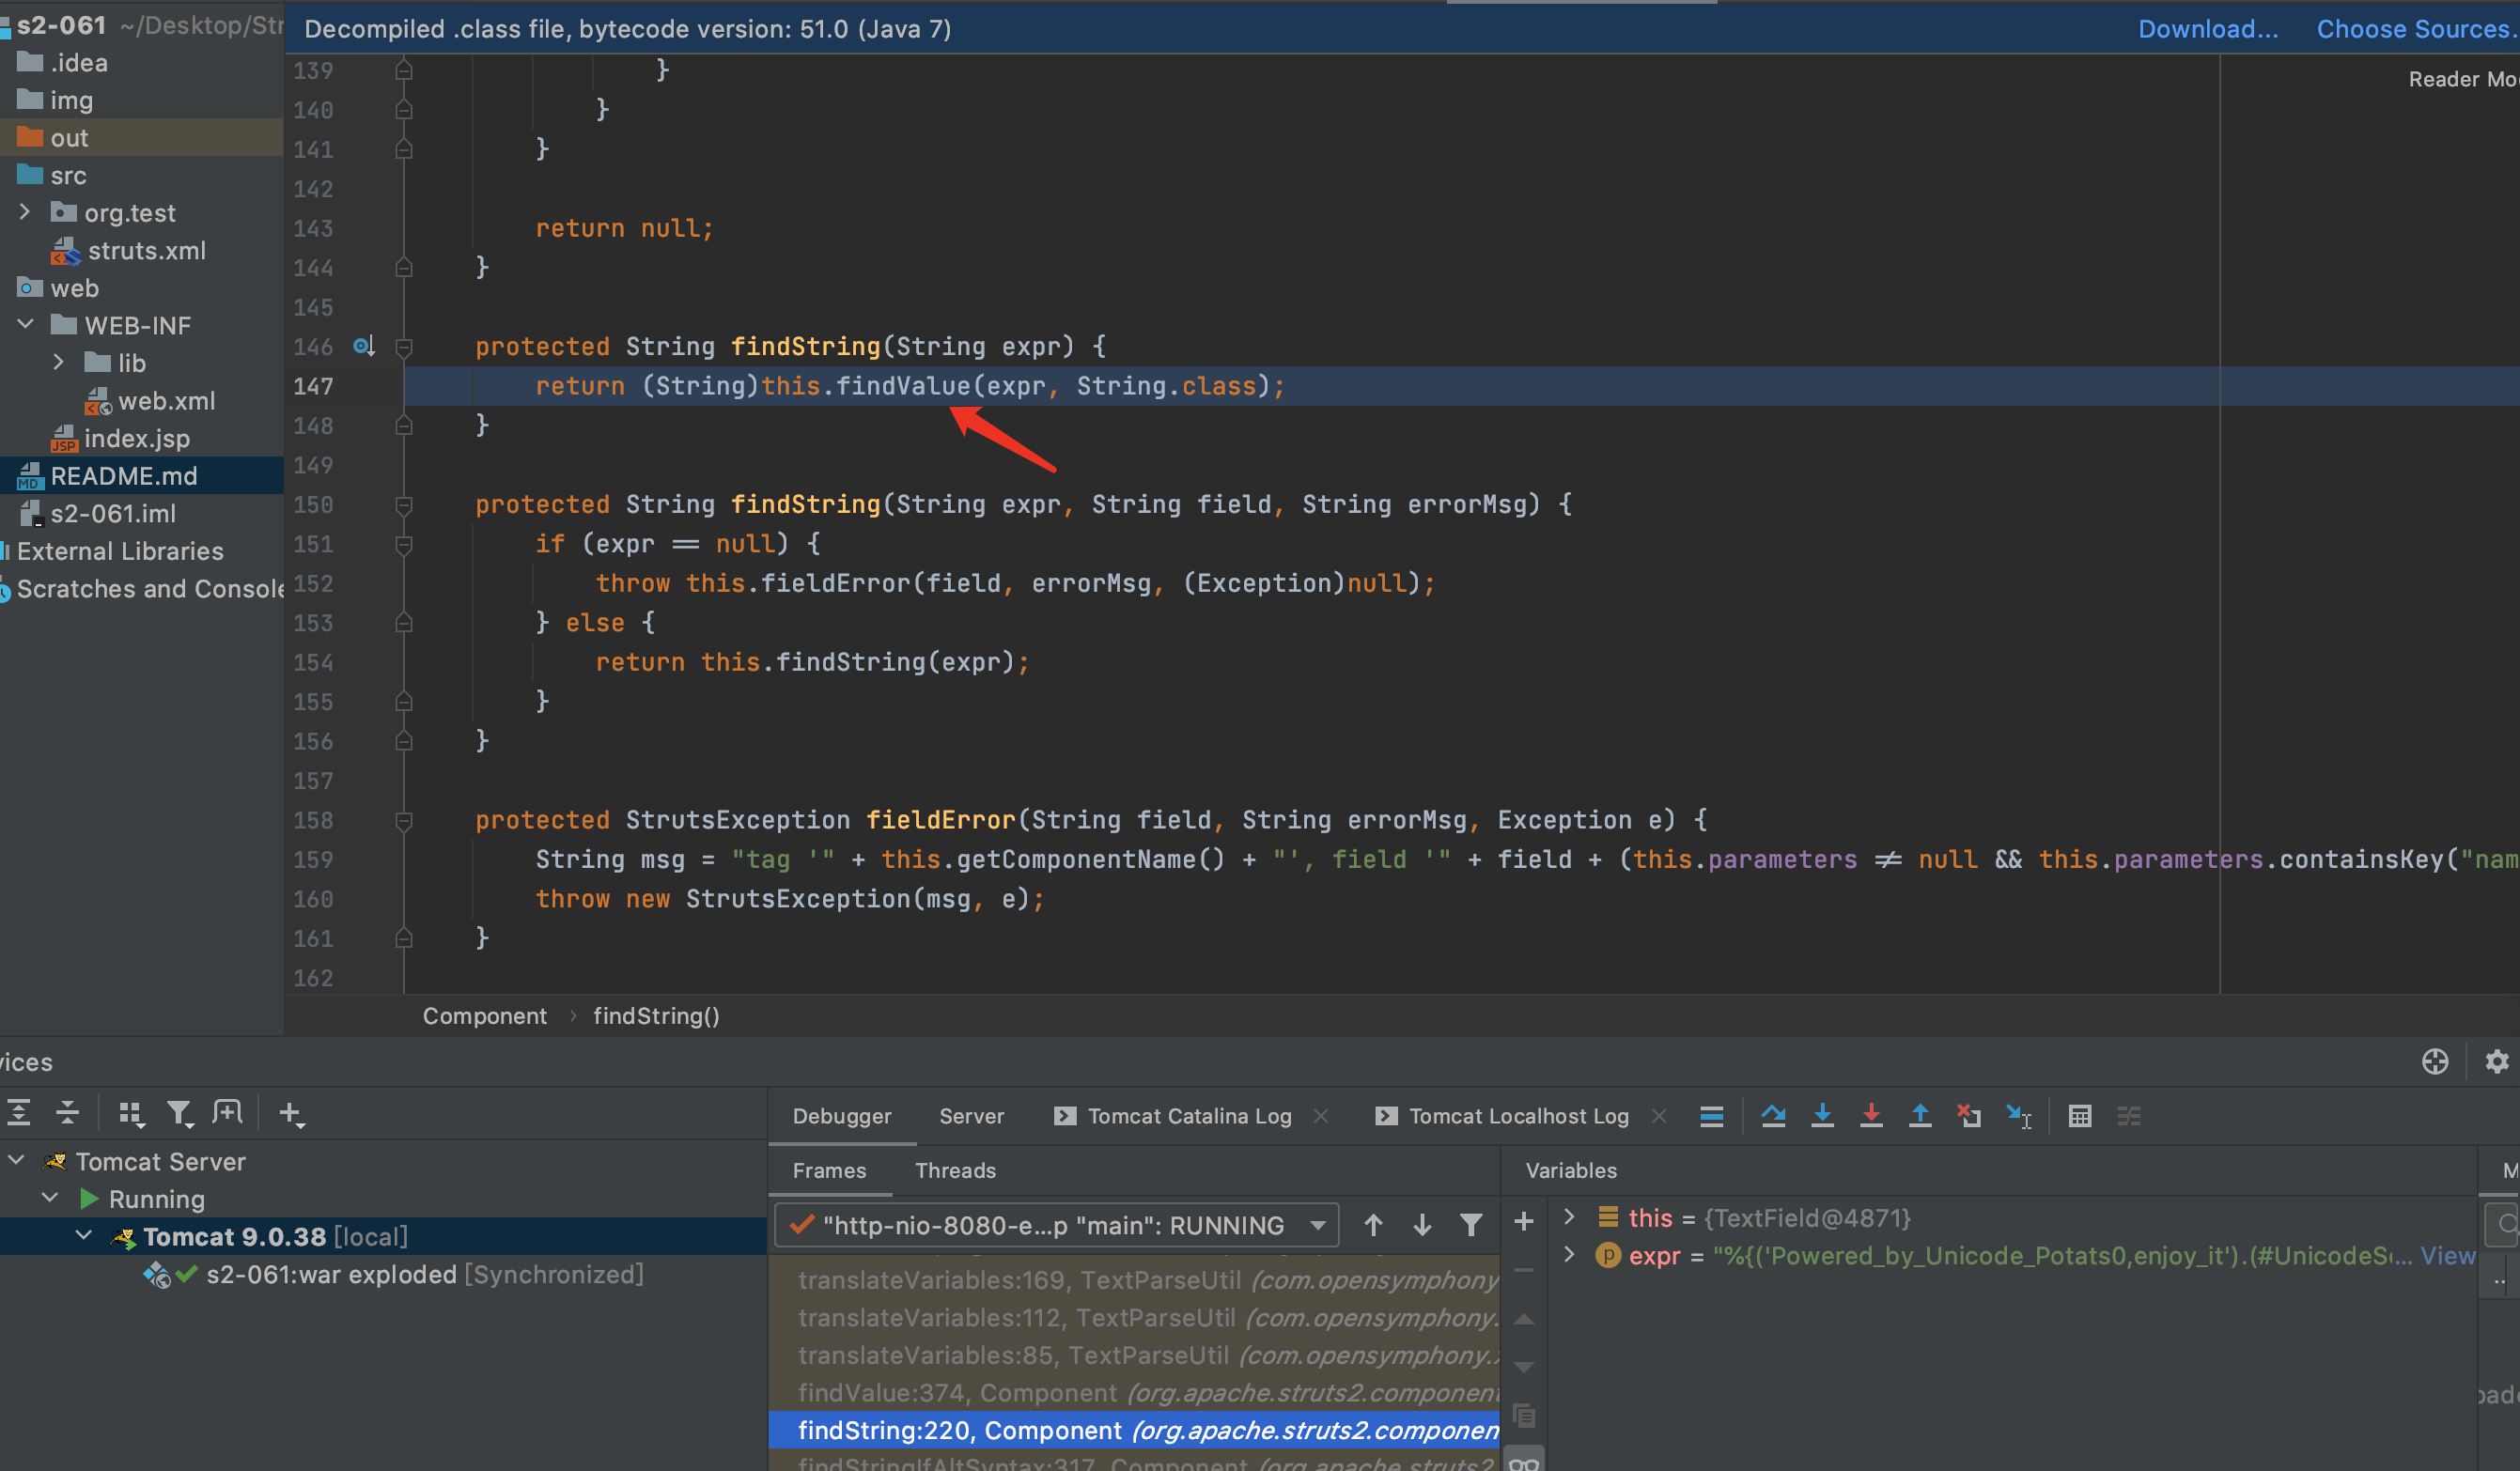 s2-061 ~/Desktop/Str
.idea
img
out
src
org.test
struts.xml
web
WEB-INF
lib
web.xml
index.jsp
README.md
s2-061.iml
External Libraries
Scratches and Console
Decompiled .class file, bytecode version: 51.0 (Java 7)
Download...
Choose Sources.
Reader Mo
139 }
140 }
141 }
142
143 return null;
144 }
145
146 protected String findString(String expr) {
147 return (String)this.findValue(expr, String.class);
148 }
149
150 protected String findString(String expr, String field, String errorMsg) {
151 if (expr == null) {
152 throw this.fieldError(field, errorMsg, (Exception)null);
153 } else {
154 return this.findString(expr);
155 }
156 }
157
158 protected StrutsException fieldError(String field, String errorMsg, Exception e) {
159 String msg = "tag '" + this.getComponentName() + "', field '" + field + (this.parameters != null && this.parameters.containsKey("nam
160 throw new StrutsException(msg, e);
161 }
162
Component > findString()
vices
Tomcat Server
Running
Tomcat 9.0.38 [local]
s2-061:war exploded [Synchronized]
Debugger
Server
Tomcat Catalina Log
Tomcat Localhost Log
Frames
Threads
"http-nio-8080-e...p "main": RUNNING
translateVariables:169, TextParseUtil (com.opensymphony
translateVariables:112, TextParseUtil (com.opensymphony.
translateVariables:85, TextParseUtil (com.opensymphony.x
findValue:374, Component (org.apache.struts2.component
findString:220, Component (org.apache.struts2.componen
findStringIfAltSyntax:317, Component (org.apache.struts2
Variables
this = {TextField@4871}
expr = "%{('Powered_by_Unicode_Potats0,enjoy_it').(#UnicodeS(... View
M
..